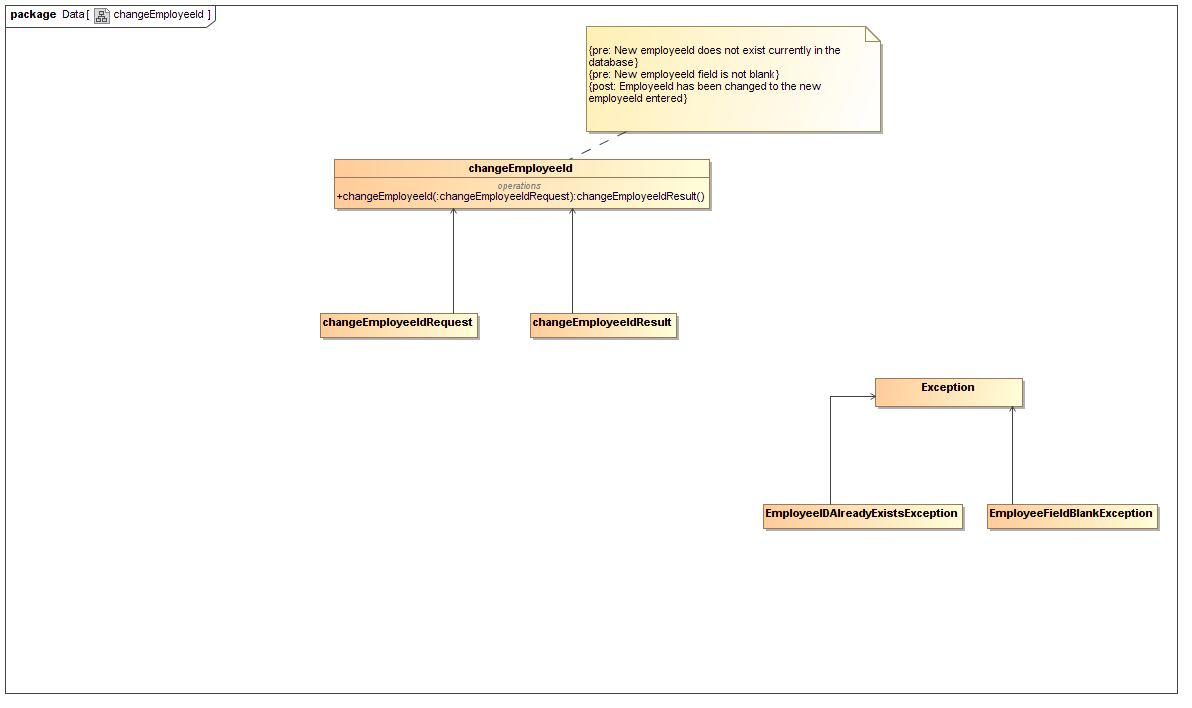 package Data[ changeEmployeeId ]
{pre: New employeeId does not exist currently in the
database}
{pre: New employeeId field is not blank}
{post: EmployeeId has been changed to the new
employeeId entered}
changeEmployeeId
operations
+changeEmployeeId(:changeEmployeeIdRequest):changeEmployeeIdResult()
changeEmployeeIdRequest
changeEmployeeIdResult
Exception
EmployeeIDAlreadyExistsException
EmployeeFieldBlankException